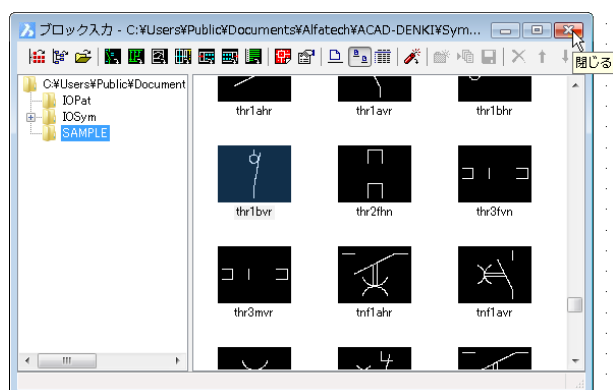 ブロック入力 - C:¥Users¥Public¥Documents¥Alfatech¥ACAD-DENKI¥Sym...
閉じる
C:¥Users¥Public¥Document
IOPat
IOSym
SAMPLE
thr1ahr
thr1avr
thr1bhr
thr1bvr
thr2fhn
thr3fvn
thr3mvr
tnf1ahr
tnf1avr